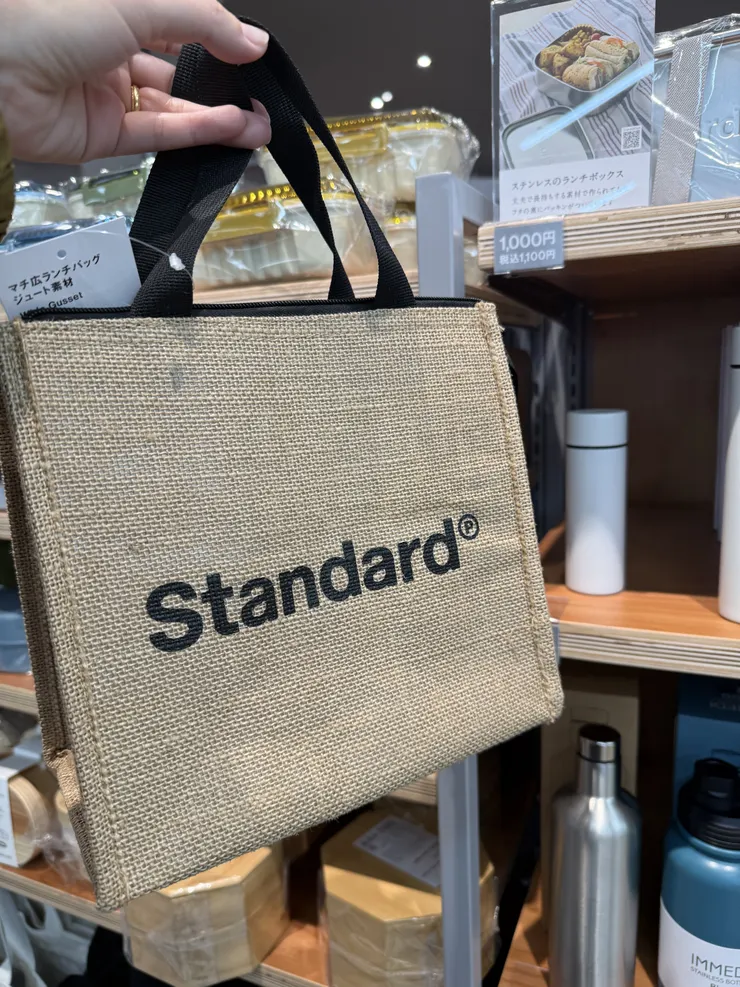 ステンレスのランチボックス
1,000円
税込1,100円
マチ広ランチバッグ
ジュート素材
Gusset
Standard Ⓟ
IMMED
STAINLESS BOT